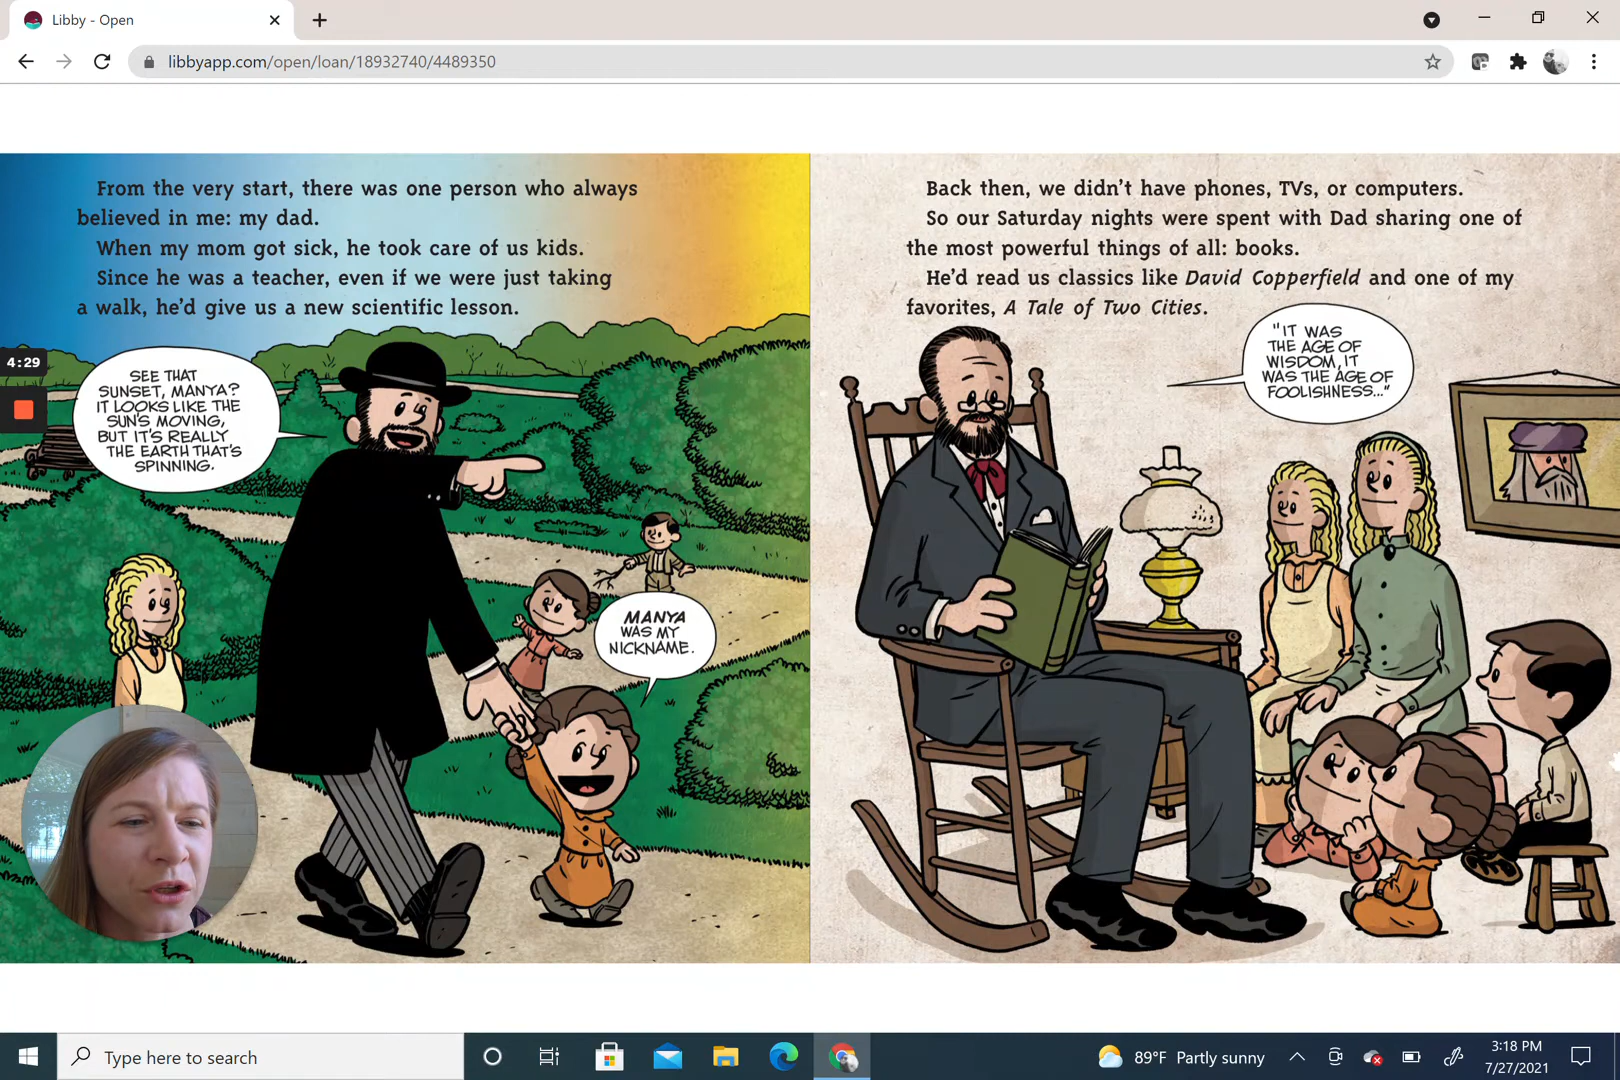 Libby - Open
libbyapp.com/open/loan/18932740/4489350
From the very start, there was one person who always
believed in me: my dad.
When my mom got sick, he took care of us kids.
Since he was a teacher, even if we were just taking
a walk, he'd give us a new scientific lesson.
4:29
SEE THAT
SUNSET, MANYA?
IT LOOKS LIKE THE
SUN'S MOVING,
BUT IT'S REALLY
THE EARTH THAT'S
SPINNING.
MANYA
WAS MY
NICKNAME.
Back then, we didn't have phones, TVs, or computers.
So our Saturday nights were spent with Dad sharing one of
the most powerful things of all: books.
He'd read us classics like David Copperfield and one of my
favorites, A Tale of Two Cities.
"IT WAS
THE AGE OF
WISDOM, IT
WAS THE AGE OF
FOOLISHNESS..."
Type here to search
89°F Partly sunny
3:18 PM
7/27/2021